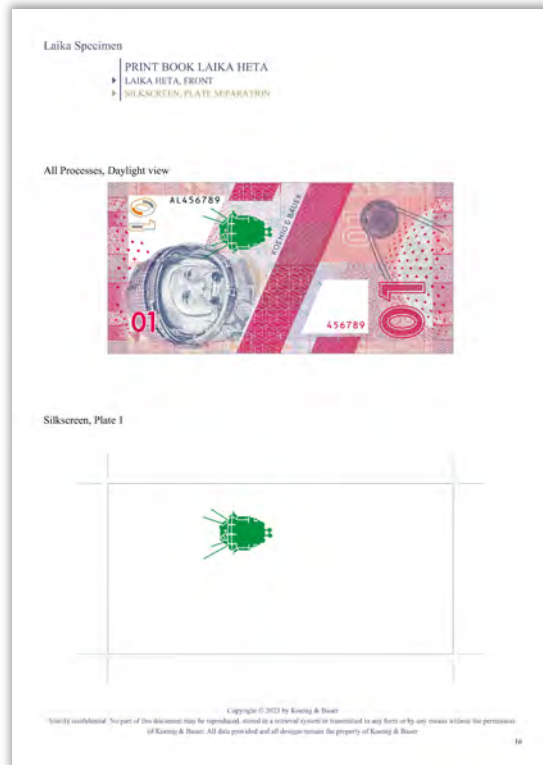 Laika Specimen
PRINT BOOK LAIKA HETA
LAIKA HETA, FRONT
SILKSCREEN, PLATE SEPARATION
All Processes, Daylight view
AL456789
KOENIG & BAUER
01
01
01
456789
Silkscreen, Plate 1
Copyright © 2023 by Koenig & Bauer
Strictly confidential. No part of this document may be reproduced, stored in a retrieval system or transmitted in any form or by any means without the permission
of Koenig & Bauer. All data provided and all designs remain the property of Koenig & Bauer
16